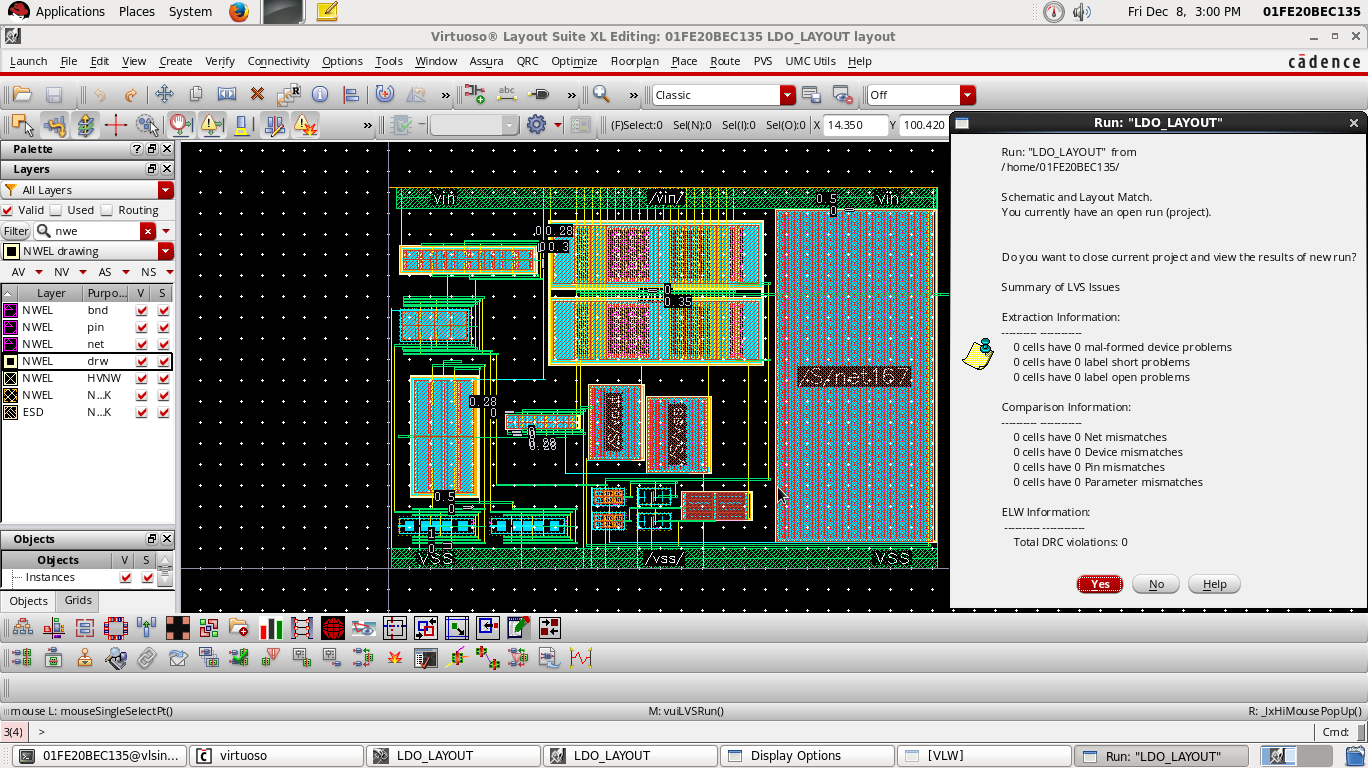 Applications Places System Fri Dec 8, 3:00 PM 01FE20BEC135
Virtuoso® Layout Suite XL Editing: 01FE20BEC135 LDO_LAYOUT layout
Launch File Edit View Create Verify Connectivity Options Tools Window Assura QRC Optimize Floorplan Place Route PVS UMC Utils Help cādence
» » » Classic Off
» (F)Select:0 Sel(N):0 Sel(I):0 Sel(O):0 X 14.350 Y 100.420
Palette ?
Layers
All Layers
Valid Used Routing
Filter nwe
NWEL drawing
AV NV AS NS
Layer Purpo... V S
NWEL bnd
NWEL pin
NWEL net
NWEL drw
NWEL HVNW
NWEL N...K
ESD N...K
Objects
Objects V S
Instances
Objects Grids
vin /vin/ 0.5 vin
0
0.28
0.3
0
0.35
/S/net167
0.28
0
0.28
0.5
0
1
0
VSS /vss/ VSS
Run: "LDO_LAYOUT"
Run: "LDO_LAYOUT" from
/home/01FE20BEC135/
Schematic and Layout Match.
You currently have an open run (project).
Do you want to close current project and view the results of new run?
Summary of LVS Issues
Extraction Information:
---------- ------------
0 cells have 0 mal-formed device problems
0 cells have 0 label short problems
0 cells have 0 label open problems
Comparison Information:
---------- ------------
0 cells have 0 Net mismatches
0 cells have 0 Device mismatches
0 cells have 0 Pin mismatches
0 cells have 0 Parameter mismatches
ELW Information:
---------- ------------
Total DRC violations: 0
Yes No Help
mouse L: mouseSingleSelectPt() M: vuiLVSRun() R: _lxHiMousePopUp()
3(4) > Cmd:
01FE20BEC135@vlsin... virtuoso LDO_LAYOUT LDO_LAYOUT Display Options [VLW] Run: "LDO_LAYOUT"